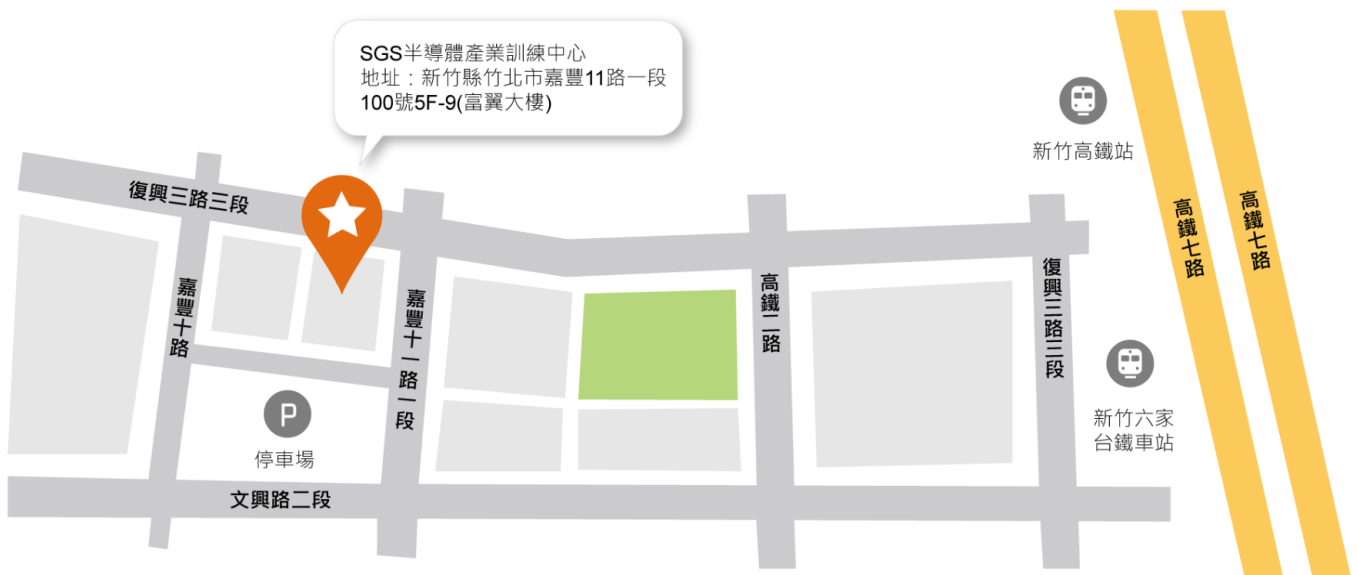 SGS半導體產業訓練中心
地址：新竹縣竹北市嘉豐11路一段
100號5F-9(富翼大樓)
新竹高鐵站
復興三路三段
高鐵七路
高鐵七路
嘉豐十路
嘉豐十一路一段
高鐵二路
復興三路三段
P
停車場
新竹六家
台鐵車站
文興路二段